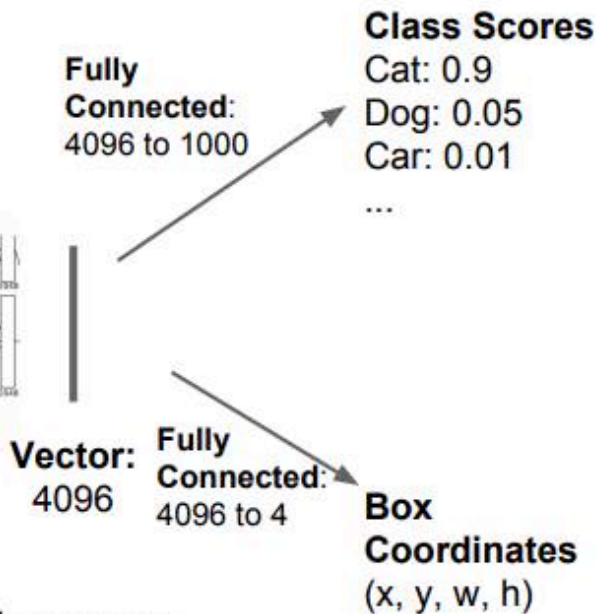 Class Scores
Cat: 0.9
Dog: 0.05
Car: 0.01
...
Fully
Connected:
4096 to 1000
Vector:
4096
Fully
Connected:
4096 to 4
Box
Coordinates
(x, y, w, h)